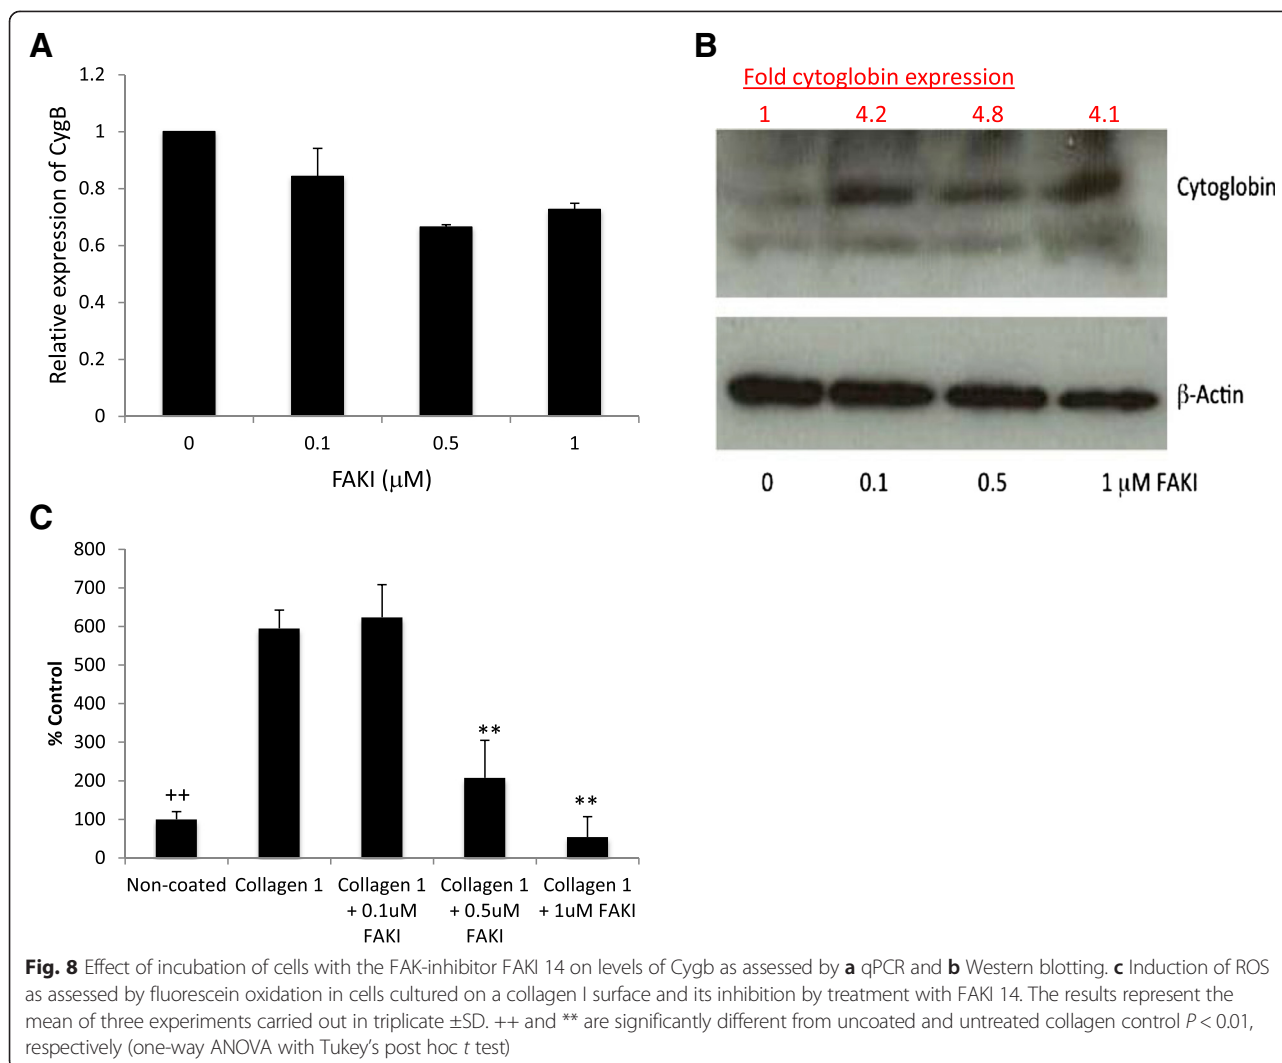 A
1.2
1
0.8
0.6
0.4
0.2
0
Relative expression of CygB
0
0.1
0.5
1
FAKI (μM)
B
Fold cytoglobin expression
1
4.2
4.8
4.1
Cytoglobin
β-Actin
0
0.1
0.5
1 μM FAKI
C
800
700
600
500
400
300
200
100
0
% Control
++
**
**
Non-coated
Collagen 1
Collagen 1
+ 0.1uM
FAKI
Collagen 1
+ 0.5uM
FAKI
Collagen 1
+ 1uM FAKI
Fig. 8 Effect of incubation of cells with the FAK-inhibitor FAKI 14 on levels of Cygb as assessed by a qPCR and b Western blotting. c Induction of ROS
as assessed by fluorescein oxidation in cells cultured on a collagen I surface and its inhibition by treatment with FAKI 14. The results represent the
mean of three experiments carried out in triplicate ±SD. ++ and ** are significantly different from uncoated and untreated collagen control P < 0.01,
respectively (one-way ANOVA with Tukey's post hoc t test)